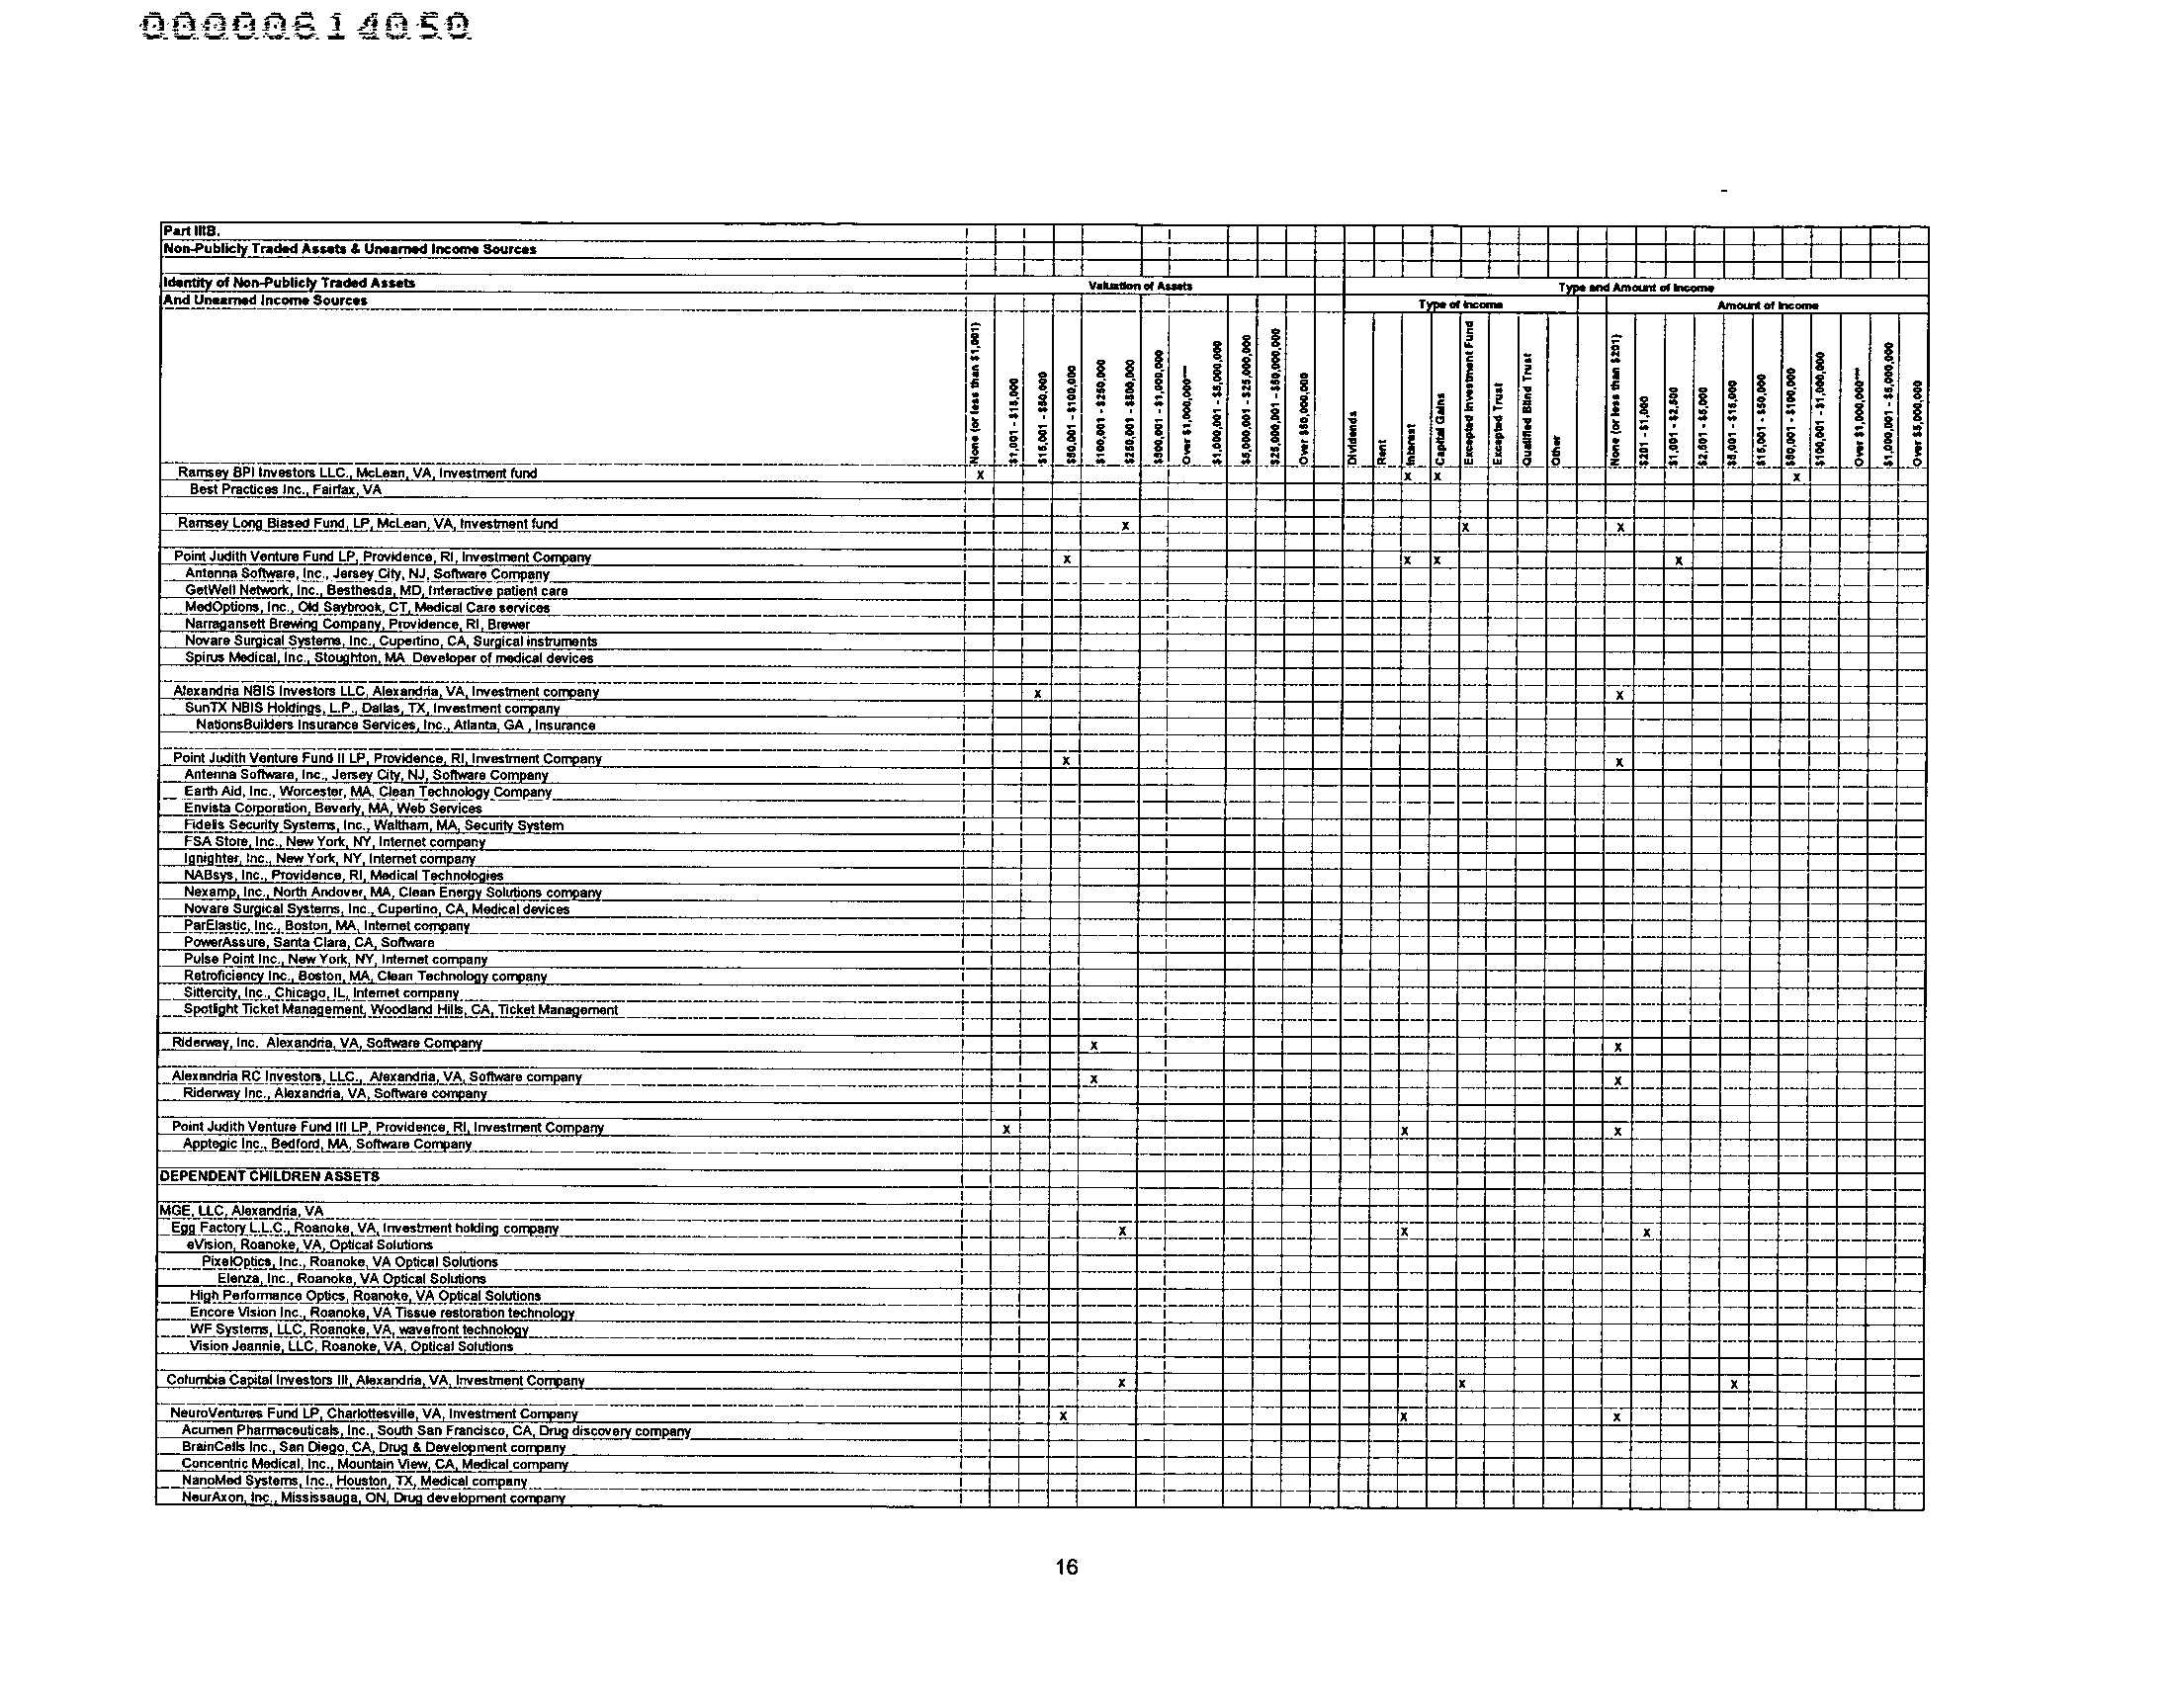 00000814050
Part IIIB.
Non-Publicly Traded Assets & Unearned Income Sources
Identity of Non-Publicly Traded Assets
Valuation of Assets
Type and Amount of Income
And Unearned Income Sources
Type of Income
Amount of Income
None (or less than $1,001)
$1,001 - $15,000
$15,001 - $50,000
$50,001 - $100,000
$100,001 - $250,000
$250,001 - $500,000
$500,001 - $1,000,000
Over $1,000,000***
$1,000,001 - $5,000,000
$5,000,001 - $25,000,000
$25,000,001 - $50,000,000
Over $50,000,000
Dividends
Rent
Interest
Capital Gains
Excepted Investment Fund
Excepted Trust
Qualified Blind Trust
Other
None (or less than $201)
$201 - $1,000
$1,001 - $2,500
$2,501 - $5,000
$5,001 - $15,000
$15,001 - $50,000
$50,001 - $100,000
$100,001 - $1,000,000
Over $1,000,000***
$1,000,001 - $5,000,000
Over $5,000,000
Ramsey BPI Investors LLC., McLean, VA, Investment fund x x x x
Best Practices Inc., Fairfax, VA
Ramsey Long Biased Fund, LP, McLean, VA, Investment fund x x x
Point Judith Venture Fund LP, Providence, RI, Investment Company x x x x
Antenna Software, Inc., Jersey City, NJ, Software Company
GetWell Network, Inc., Besthesda, MD, Interactive patient care
MedOptions, Inc., Old Saybrook, CT, Medical Care services
Narragansett Brewing Company, Providence, RI, Brewer
Novare Surgical Systems, Inc., Cupertino, CA, Surgical instruments
Spirus Medical, Inc., Stoughton, MA Developer of medical devices
Alexandria NBIS Investors LLC, Alexandria, VA, Investment company x x
SunTX NBIS Holdings, L.P., Dallas, TX, Investment company
NationsBuilders Insurance Services, Inc., Atlanta, GA , Insurance
Point Judith Venture Fund II LP, Providence, RI, Investment Company x x
Antenna Software, Inc., Jersey City, NJ, Software Company
Earth Aid, Inc., Worcester, MA, Clean Technology Company
Envista Corporation, Beverly, MA, Web Services
Fidelis Security Systems, Inc., Waltham, MA, Security System
FSA Store, Inc., New York, NY, Internet company
Ignighter, Inc., New York, NY, Internet company
NABsys, Inc., Providence, RI, Medical Technologies
Nexamp, Inc., North Andover, MA, Clean Energy Solutions company
Novare Surgical Systems, Inc., Cupertino, CA, Medical devices
ParElastic, Inc., Boston, MA, Internet company
PowerAssure, Santa Clara, CA, Software
Pulse Point Inc., New York, NY, Internet company
Retroficiency Inc., Boston, MA, Clean Technology company
Sittercity, Inc., Chicago, IL, Internet company
Spotlight Ticket Management, Woodland Hills, CA, Ticket Management
Riderway, Inc. Alexandria, VA, Software Company x x
Alexandria RC Investors, LLC., Alexandria, VA, Software company x x
Riderway Inc., Alexandria, VA, Software company
Point Judith Venture Fund III LP, Providence, RI, Investment Company x x x
Apptegic Inc., Bedford, MA, Software Company
DEPENDENT CHILDREN ASSETS
MGE, LLC, Alexandria, VA
Egg Factory L.L.C., Roanoke, VA, Investment holding company x x x
eVision, Roanoke, VA, Optical Solutions
PixelOptics, Inc., Roanoke, VA Optical Solutions
Elenza, Inc., Roanoke, VA Optical Solutions
High Performance Optics, Roanoke, VA Optical Solutions
Encore Vision Inc., Roanoke, VA Tissue restoration technology
WF Systems, LLC, Roanoke, VA, wavefront technology
Vision Jeannie, LLC, Roanoke, VA, Optical Solutions
Columbia Capital Investors III, Alexandria, VA, Investment Company x x x
NeuroVentures Fund LP, Charlottesville, VA, Investment Company x x x
Acumen Pharmaceuticals, Inc., South San Francisco, CA, Drug discovery company
BrainCells Inc., San Diego, CA, Drug & Development company
Concentric Medical, Inc., Mountain View, CA, Medical company
NanoMed Systems, Inc., Houston, TX, Medical company
NeurAxon, Inc., Mississauga, ON, Drug development company
16